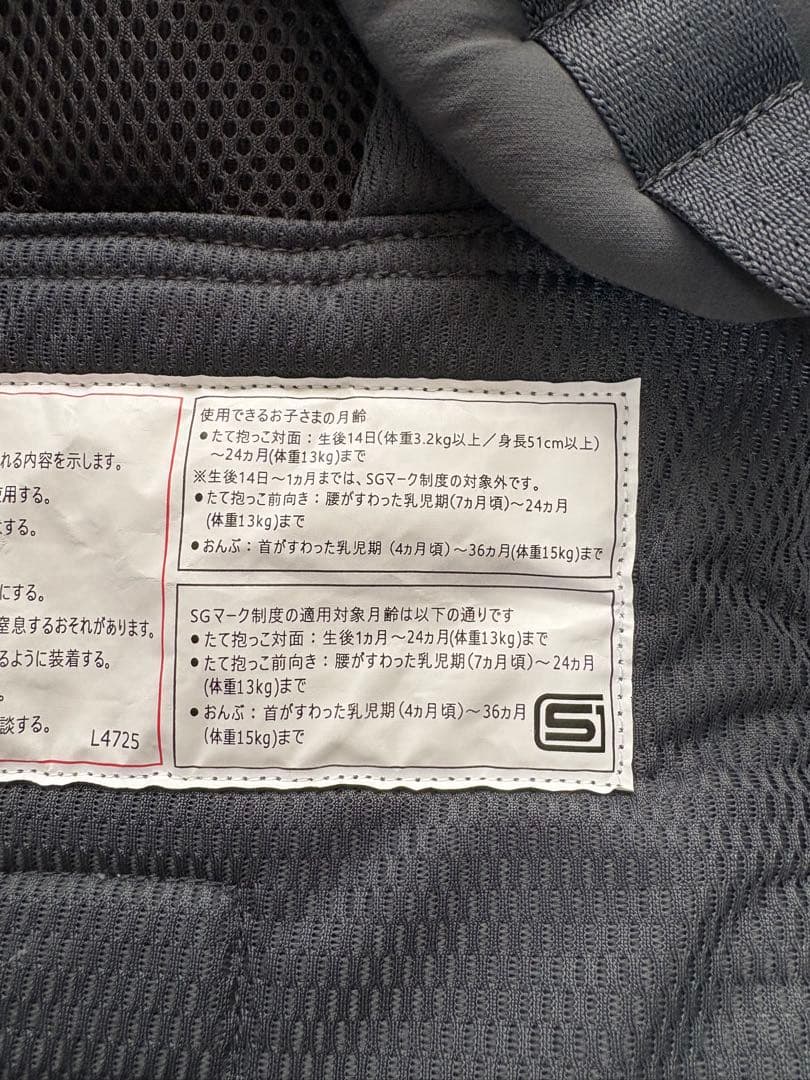 れる内容を示します。
用する。
する。
にする。
窒息するおそれがあります。
るように装着する。
。
談する。
L4725
使用できるお子さまの月齢
●たて抱っこ対面：生後14日(体重3.2kg以上／身長51cm以上)
～24カ月(体重13kg)まで
※生後14日～1カ月までは、SGマーク制度の対象外です。
●たて抱っこ前向き：腰がすわった乳児期(7カ月頃)～24カ月
(体重13kg)まで
●おんぶ：首がすわった乳児期（4カ月頃）～36カ月(体重15kg)まで
SGマーク制度の適用対象月齢は以下の通りです
●たて抱っこ対面：生後1カ月～24カ月(体重13kg)まで
●たて抱っこ前向き：腰がすわった乳児期(7カ月頃)～24カ月
(体重13kg)まで
●おんぶ：首がすわった乳児期(4カ月頃)～36カ月
(体重15kg)まで
SG